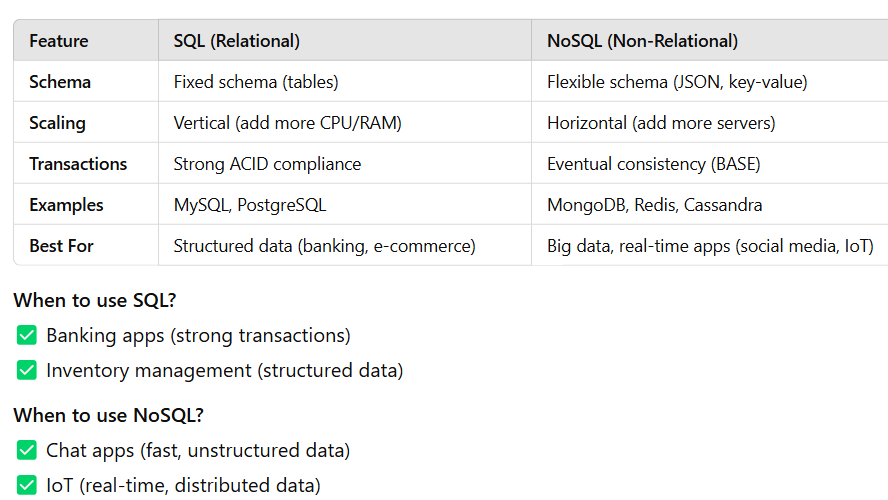 Feature SQL (Relational) NoSQL (Non-Relational)
Schema Fixed schema (tables) Flexible schema (JSON, key-value)
Scaling Vertical (add more CPU/RAM) Horizontal (add more servers)
Transactions Strong ACID compliance Eventual consistency (BASE)
Examples MySQL, PostgreSQL MongoDB, Redis, Cassandra
Best For Structured data (banking, e-commerce) Big data, real-time apps (social media, IoT)
When to use SQL?
✅ Banking apps (strong transactions)
✅ Inventory management (structured data)
When to use NoSQL?
✅ Chat apps (fast, unstructured data)
✅ IoT (real-time, distributed data)